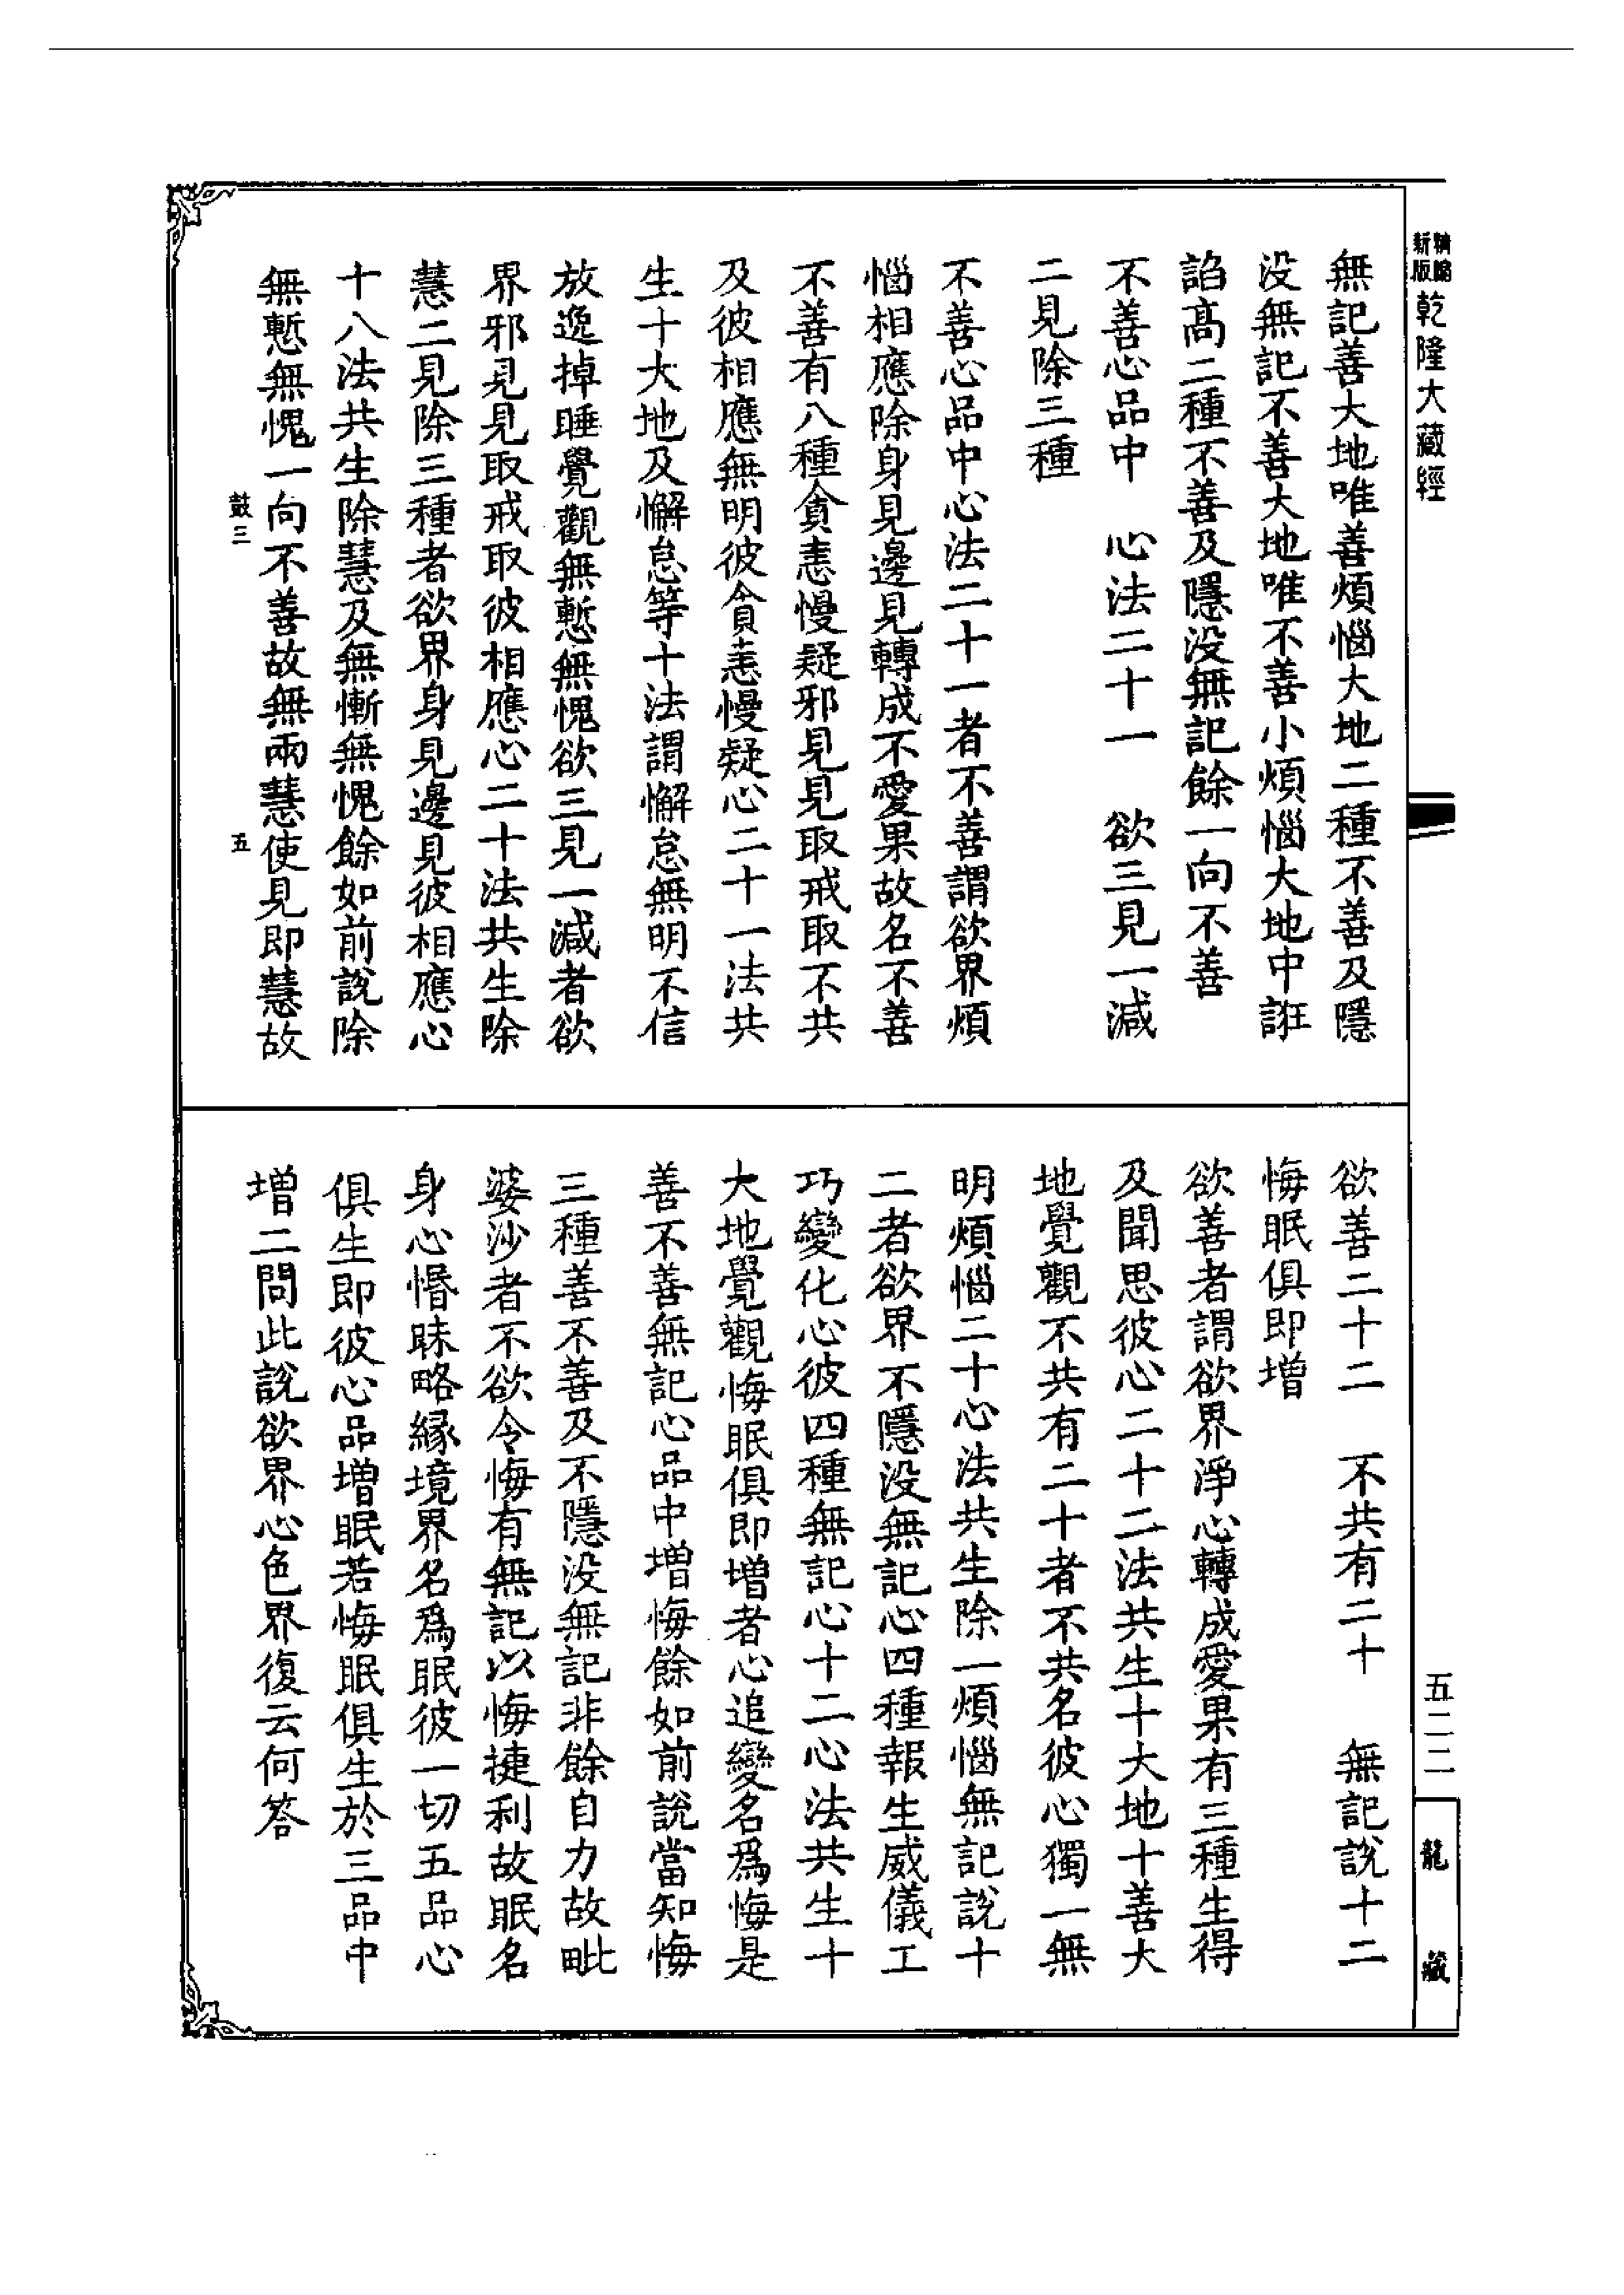 精縮新版乾隆大藏經
無記善大地唯善煩惱大地二種不善及隱
没無記不善大地唯不善小煩惱大地中誑
諂高二種不善及隱没無記餘一向不善
不善心品中　心法二十一　欲三見一減
二見除三種
不善心品中心法二十一者不善謂欲界煩
惱相應除身見邊見轉成不愛果故名不善
不善有八種貪恚慢疑邪見見取戒取不共
及彼相應無明彼貪恚慢疑心二十一法共
生十大地及懈怠等十法謂懈怠無明不信
放逸掉睡覺觀無慙無愧欲三見一減者欲
界邪見見取戒取彼相應心二十法共生除
慧二見除三種者欲界身見邊見彼相應心
十八法共生除慧及無慚無愧餘如前說除
無慙無愧一向不善故無兩慧使見即慧故
鼓三　五
欲善二十二　不共有二十　無記說十二
悔眠俱即增
欲善者謂欲界淨心轉成愛果有三種生得
及聞思彼心二十二法共生十大地十善大
地覺觀不共有二十者不共名彼心獨一無
明煩惱二十心法共生除一煩惱無記說十
二者欲界不隱没無記心四種報生威儀工
巧變化心彼四種無記心十二心法共生十
大地覺觀悔眠俱即增者心追變名爲悔是
善不善無記心品中增悔餘如前說當知悔
三種善不善及不隱没無記非餘自力故毗
婆沙者不欲令悔有無記以悔捷利故眠名
身心惛昧略緣境界名爲眠彼一切五品心
俱生即彼心品增眠若悔眠俱生於三品中
增二問此說欲界心色界復云何答
五二二
龍藏